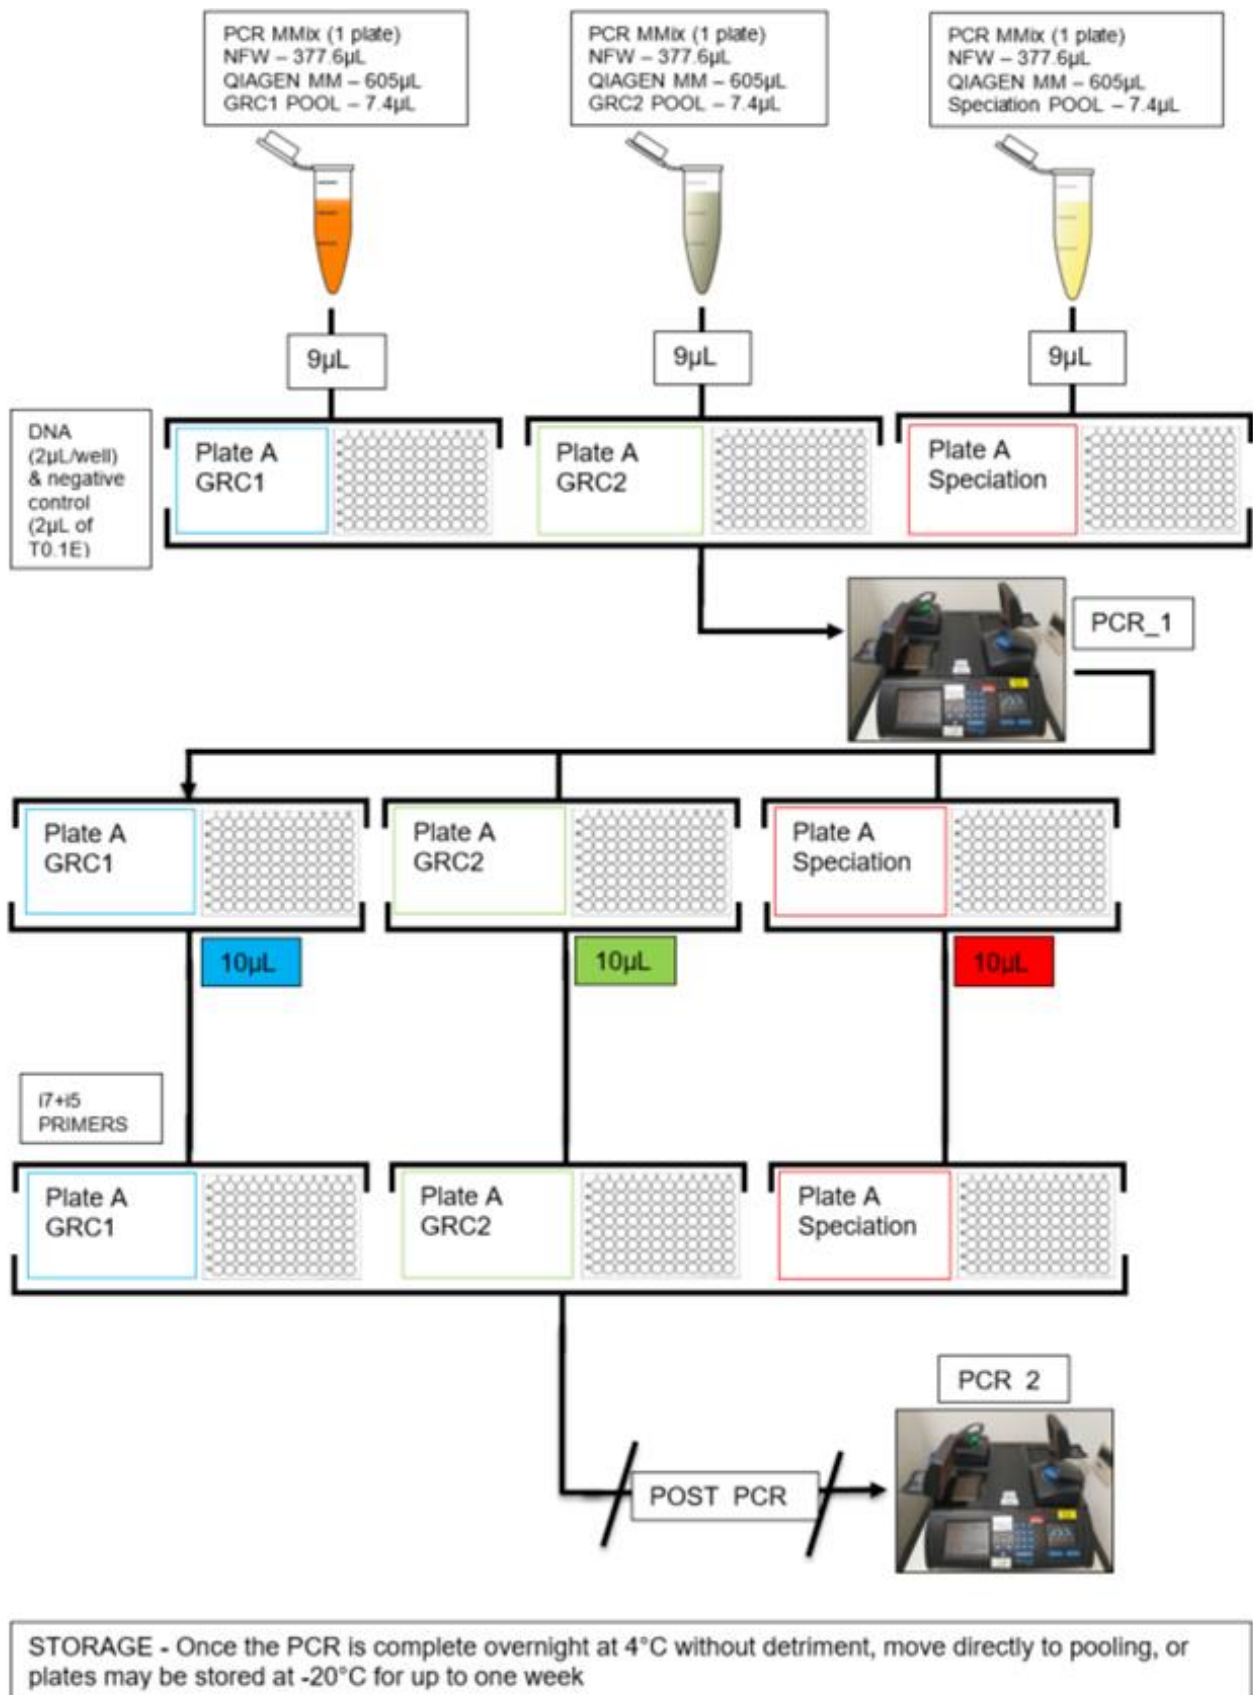 PCR MMix (1 plate)
NFW – 377.6µL
QIAGEN MM – 605µL
GRC1 POOL – 7.4µL
PCR MMix (1 plate)
NFW – 377.6µL
QIAGEN MM – 605µL
GRC2 POOL – 7.4µL
PCR MMix (1 plate)
NFW – 377.6µL
QIAGEN MM – 605µL
Speciation POOL – 7.4µL
9µL
9µL
9µL
DNA
(2µL/well)
& negative
control
(2µL of
T0.1E)
Plate A
GRC1
Plate A
GRC2
Plate A
Speciation
PCR_1
Plate A
GRC1
Plate A
GRC2
Plate A
Speciation
10µL
10µL
10µL
i7+i5
PRIMERS
Plate A
GRC1
Plate A
GRC2
Plate A
Speciation
PCR 2
POST PCR
STORAGE - Once the PCR is complete overnight at 4°C without detriment, move directly to pooling, or
plates may be stored at -20°C for up to one week